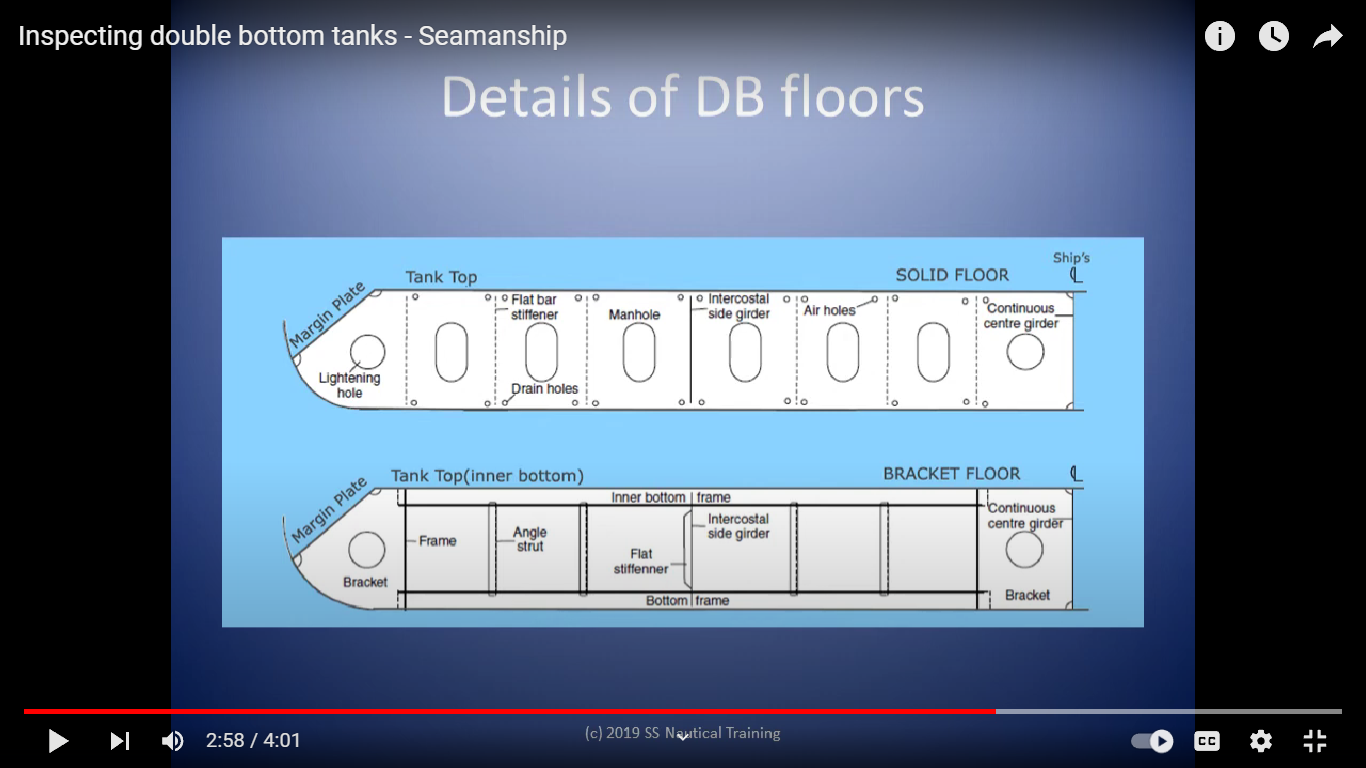 Inspecting double bottom tanks - Seamanship
Details of DB floors
Ship's
Tank Top
SOLID FLOOR
℄
Margin Plate
Flat bar
stiffener
Manhole
Intercostal
side girder
Air holes
Continuous
centre girder
Lightening
hole
Drain holes
Tank Top(inner bottom)
BRACKET FLOOR
℄
Margin Plate
Inner bottom frame
Continuous
centre girder
Frame
Angle
strut
Intercostal
side girder
Flat
stiffenner
Bracket
Bottom frame
Bracket
(c) 2019 SS Nautical Training
2:58 / 4:01
CC